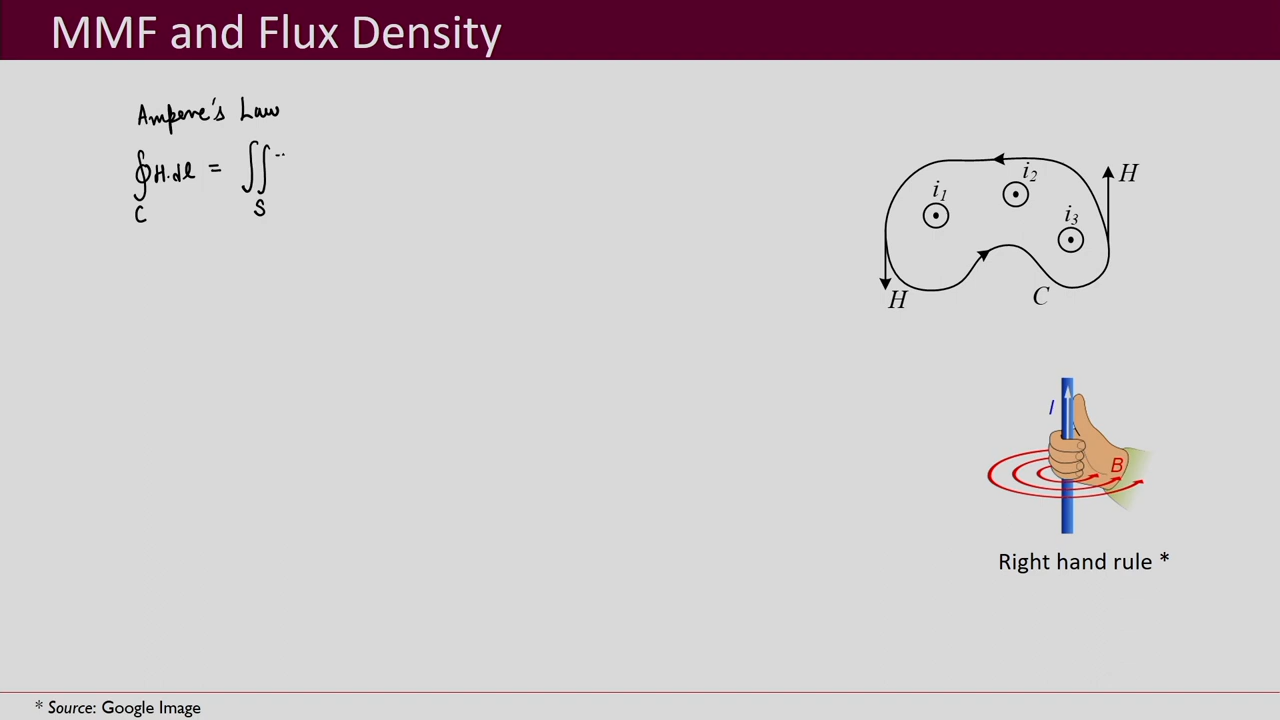 MMF and Flux Density
Ampere's Law
∮H.dl = ∬
C S
i₁
i₂
i₃
H
H
C
I
B
Right hand rule *
* Source: Google Image